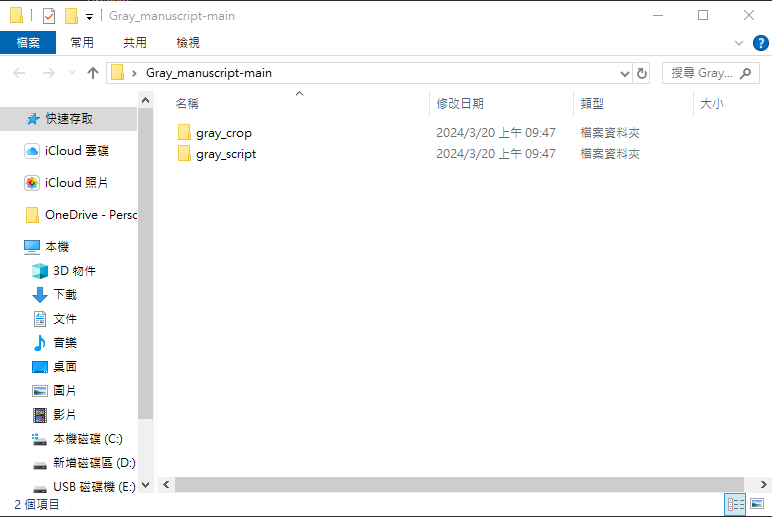 Gray_manuscript-main
檔案 常用 共用 檢視
Gray_manuscript-main 搜尋 Gray...
名稱 修改日期 類型 大小
快速存取
iCloud 雲碟
iCloud 照片
OneDrive - Persc
本機
3D 物件
下載
文件
音樂
桌面
圖片
影片
本機磁碟 (C:)
新增磁碟區 (D:)
USB 磁碟機 (E:)
gray_crop 2024/3/20 上午 09:47 檔案資料夾
gray_script 2024/3/20 上午 09:47 檔案資料夾
2 個項目